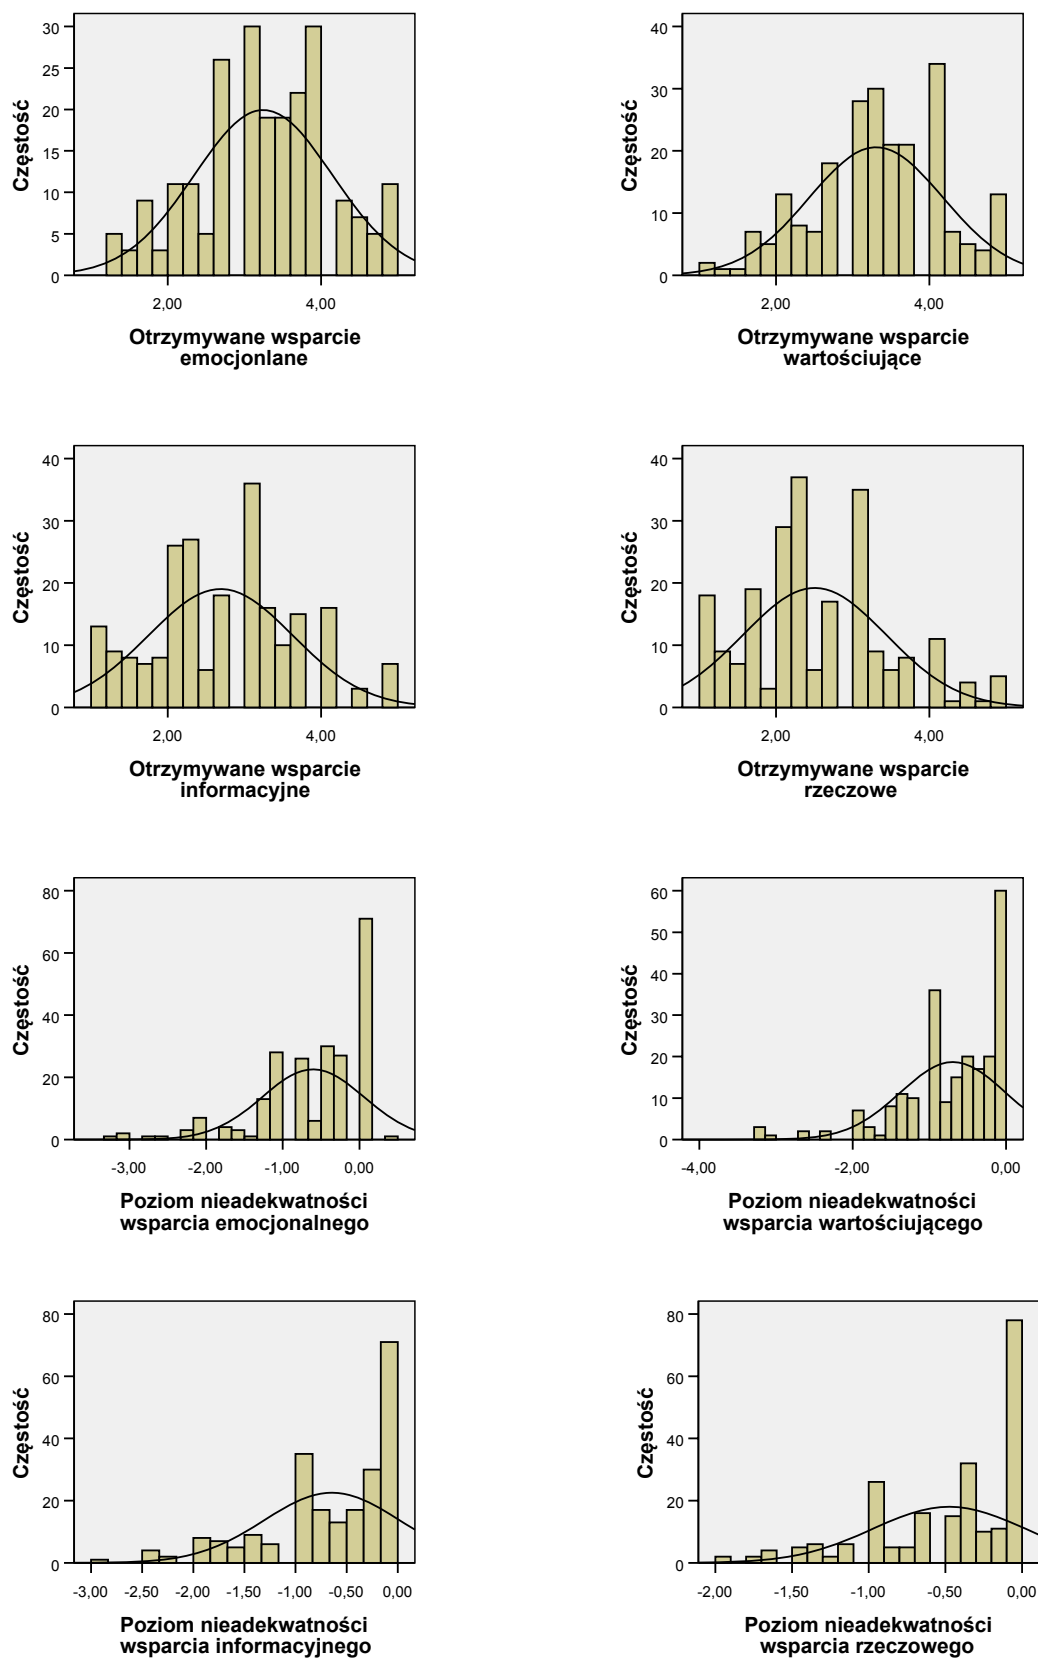 30
25
20
15
10
5
0
Częstość
2,00 4,00
Otrzymywane wsparcie
emocjonlane
40
30
20
10
0
Częstość
2,00 4,00
Otrzymywane wsparcie
wartościujące
40
30
20
10
0
Częstość
2,00 4,00
Otrzymywane wsparcie
informacyjne
40
30
20
10
0
Częstość
2,00 4,00
Otrzymywane wsparcie
rzeczowe
80
60
40
20
0
Częstość
-3,00 -2,00 -1,00 0,00
Poziom nieadekwatności
wsparcia emocjonalnego
60
50
40
30
20
10
0
Częstość
-4,00 -2,00 0,00
Poziom nieadekwatności
wsparcia wartościującego
80
60
40
20
0
Częstość
-3,00 -2,50 -2,00 -1,50 -1,00 -0,50 0,00
Poziom nieadekwatności
wsparcia informacyjnego
80
60
40
20
0
Częstość
-2,00 -1,50 -1,00 -0,50 0,00
Poziom nieadekwatności
wsparcia rzeczowego